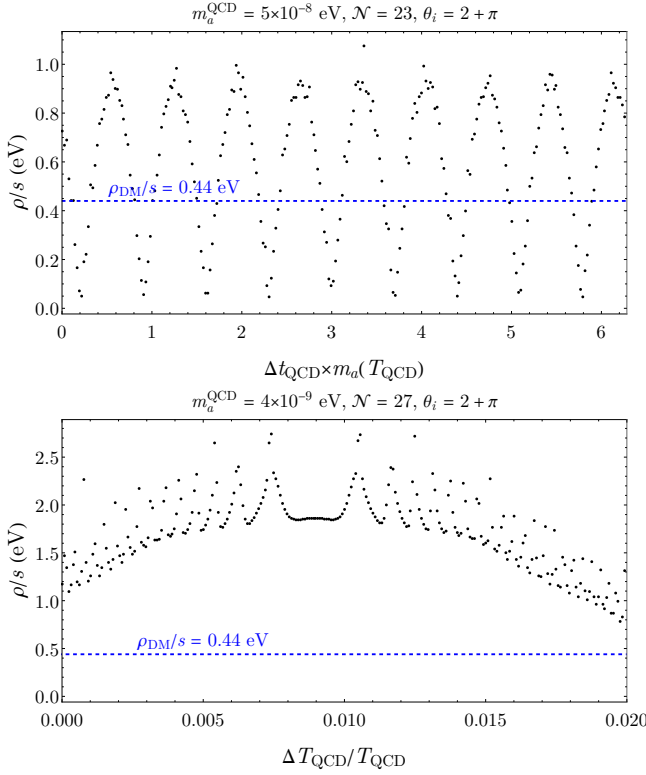 m_a^QCD = 5×10⁻⁸ eV, 𝒩 = 23, θ_i = 2 + π
1.0
0.8
0.6
0.4
0.2
0.0
ρ/s (eV)
ρ_DM/s = 0.44 eV
0 1 2 3 4 5 6
Δt_QCD×m_a(T_QCD)
m_a^QCD = 4×10⁻⁹ eV, 𝒩 = 27, θ_i = 2 + π
2.5
2.0
1.5
1.0
0.5
0.0
ρ/s (eV)
ρ_DM/s = 0.44 eV
0.000 0.005 0.010 0.015 0.020
ΔT_QCD/T_QCD